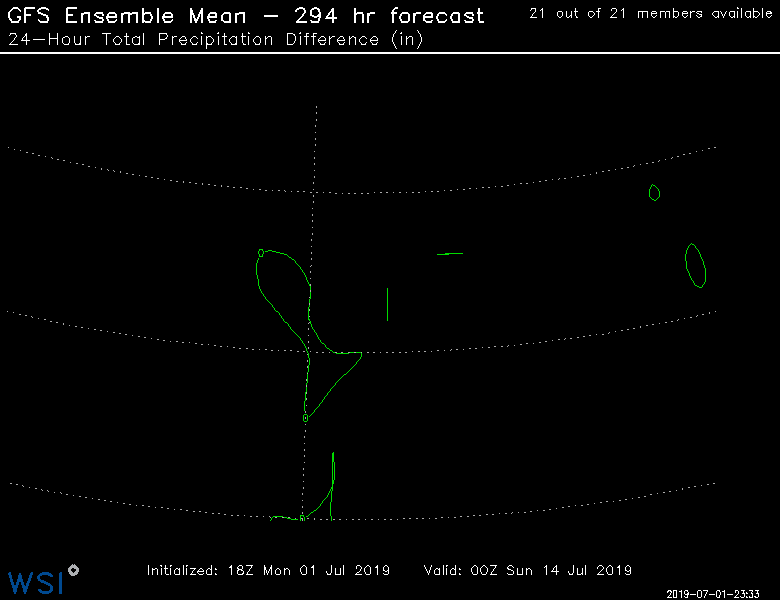 GFS Ensemble Mean - 294 hr forecast
21 out of 21 members available
24-Hour Total Precipitation Difference (in)
0
0
0
Initialized: 18Z Mon 01 Jul 2019
Valid: 00Z Sun 14 Jul 2019
WSI
2019-07-01-23:33